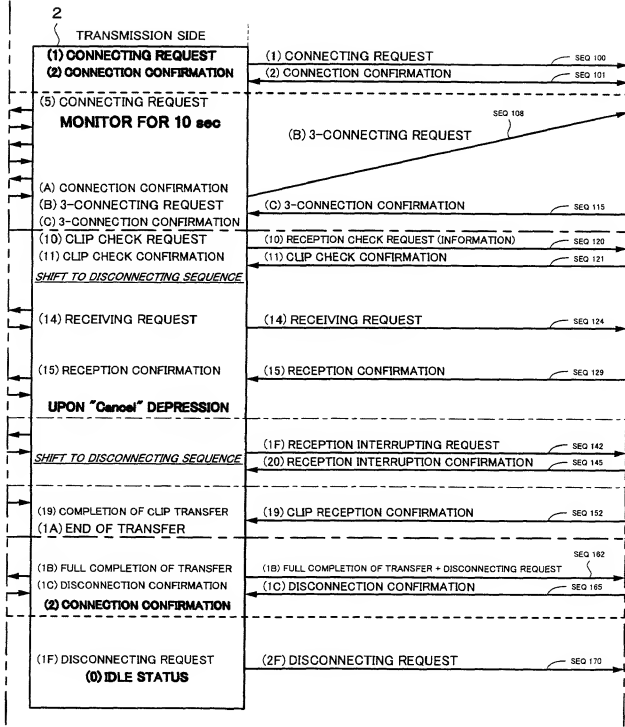 2
TRANSMISSION SIDE
(1) CONNECTING REQUEST
(1) CONNECTING REQUEST
SEQ 100
(2) CONNECTION CONFIRMATION
(2) CONNECTION CONFIRMATION
SEQ 101
(5) CONNECTING REQUEST
MONITOR FOR 10 sec
SEQ 108
(B) 3-CONNECTING REQUEST
(A) CONNECTION CONFIRMATION
(B) 3-CONNECTING REQUEST
(C) 3-CONNECTION CONFIRMATION
SEQ 115
(C) 3-CONNECTION CONFIRMATION
(10) CLIP CHECK REQUEST
(10) RECEPTION CHECK REQUEST (INFORMATION)
SEQ 120
(11) CLIP CHECK CONFIRMATION
(11) CLIP CHECK CONFIRMATION
SEQ 121
SHIFT TO DISCONNECTING SEQUENCE
(14) RECEIVING REQUEST
(14) RECEIVING REQUEST
SEQ 124
(15) RECEPTION CONFIRMATION
(15) RECEPTION CONFIRMATION
SEQ 129
UPON "Cancel" DEPRESSION
(1F) RECEPTION INTERRUPTING REQUEST
SEQ 142
SHIFT TO DISCONNECTING SEQUENCE
(20) RECEPTION INTERRUPTION CONFIRMATION
SEQ 145
(19) COMPLETION OF CLIP TRANSFER
(19) CLIP RECEPTION CONFIRMATION
SEQ 152
(1A) END OF TRANSFER
SEQ 162
(1B) FULL COMPLETION OF TRANSFER
(1B) FULL COMPLETION OF TRANSFER + DISCONNECTING REQUEST
(1C) DISCONNECTION CONFIRMATION
(1C) DISCONNECTION CONFIRMATION
SEQ 165
(2) CONNECTION CONFIRMATION
(1F) DISCONNECTING REQUEST
(2F) DISCONNECTING REQUEST
SEQ 170
(0) IDLE STATUS